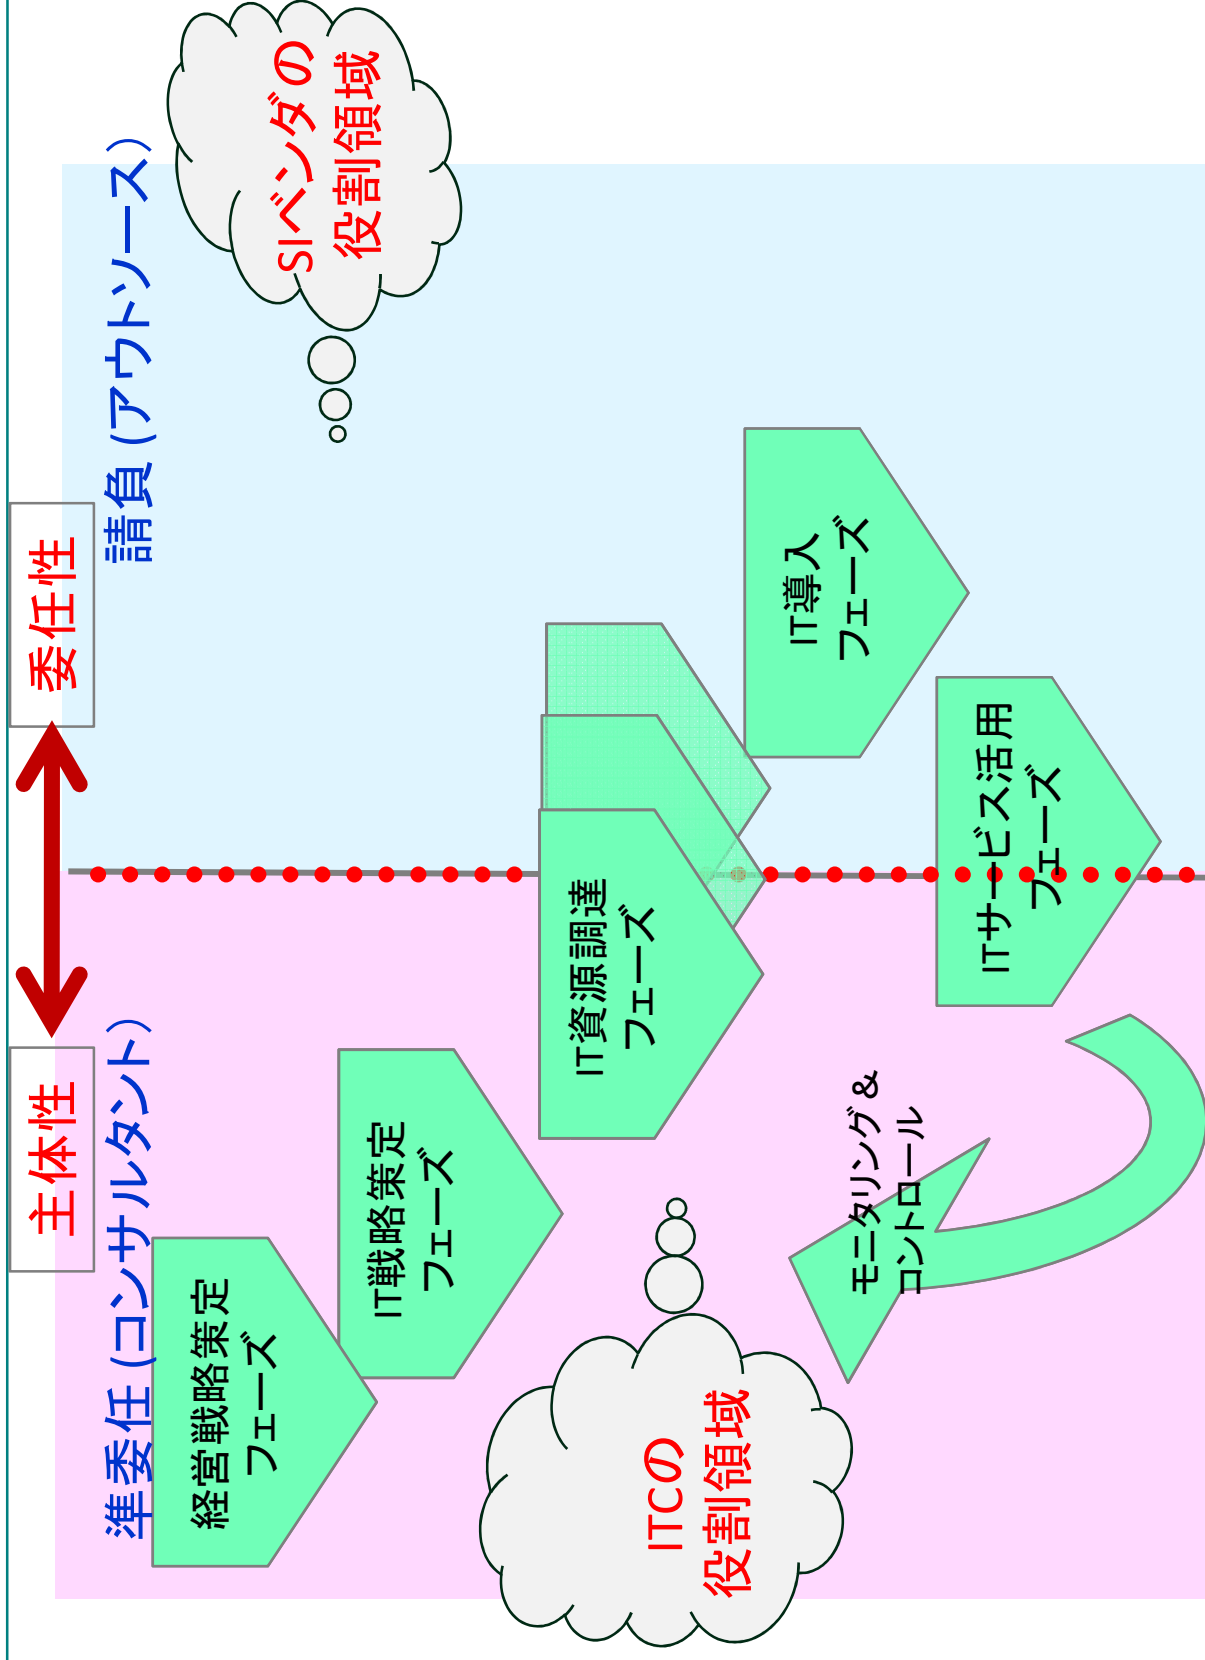 主体性
委任性
準委任(コンサルタント)
請負(アウトソース)
経営戦略策定
フェーズ
IT戦略策定
フェーズ
IT資源調達
フェーズ
IT導入
フェーズ
ITサービス活用
フェーズ
モニタリング&
コントロール
ITCの
役割領域
SIベンダの
役割領域